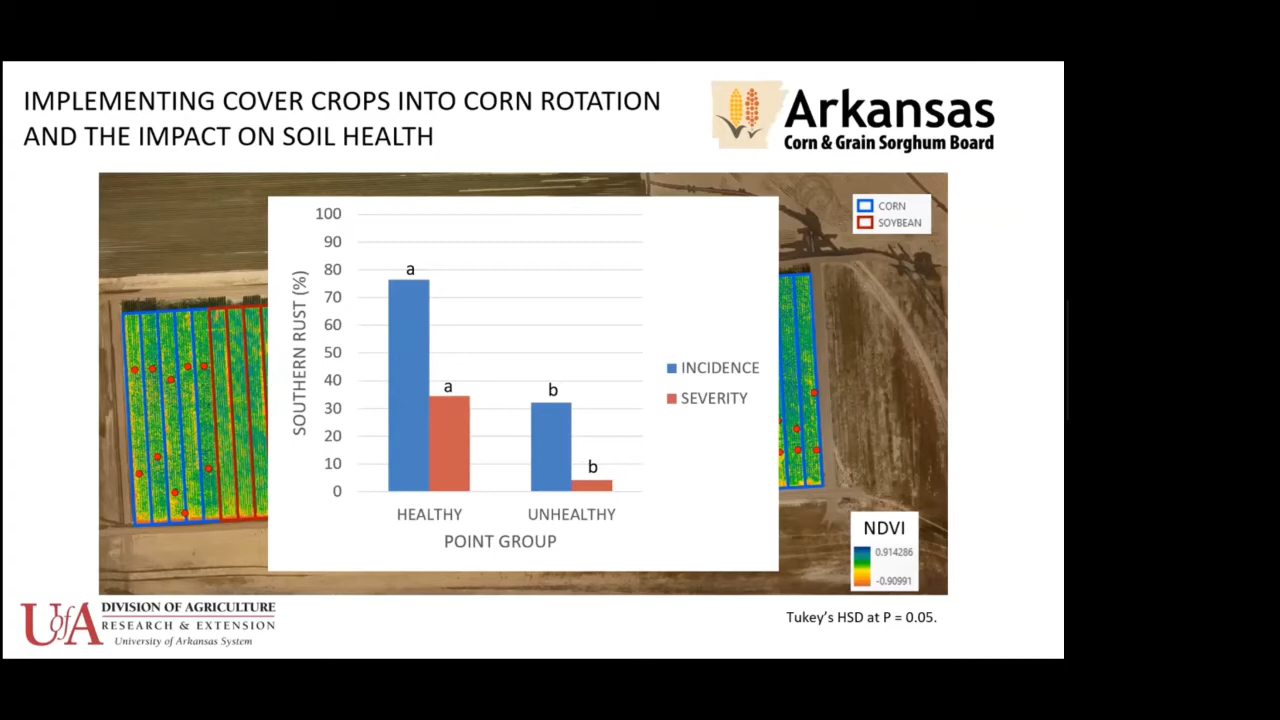 IMPLEMENTING COVER CROPS INTO CORN ROTATION
AND THE IMPACT ON SOIL HEALTH
Arkansas
Corn & Grain Sorghum Board
CORN
SOYBEAN
100
90
80
70
60
50
40
30
20
10
0
SOUTHERN RUST (%)
a
a
b
b
HEALTHY
UNHEALTHY
POINT GROUP
INCIDENCE
SEVERITY
NDVI
0.914286
-0.90991
UofA
DIVISION OF AGRICULTURE
RESEARCH & EXTENSION
University of Arkansas System
Tukey's HSD at P = 0.05.